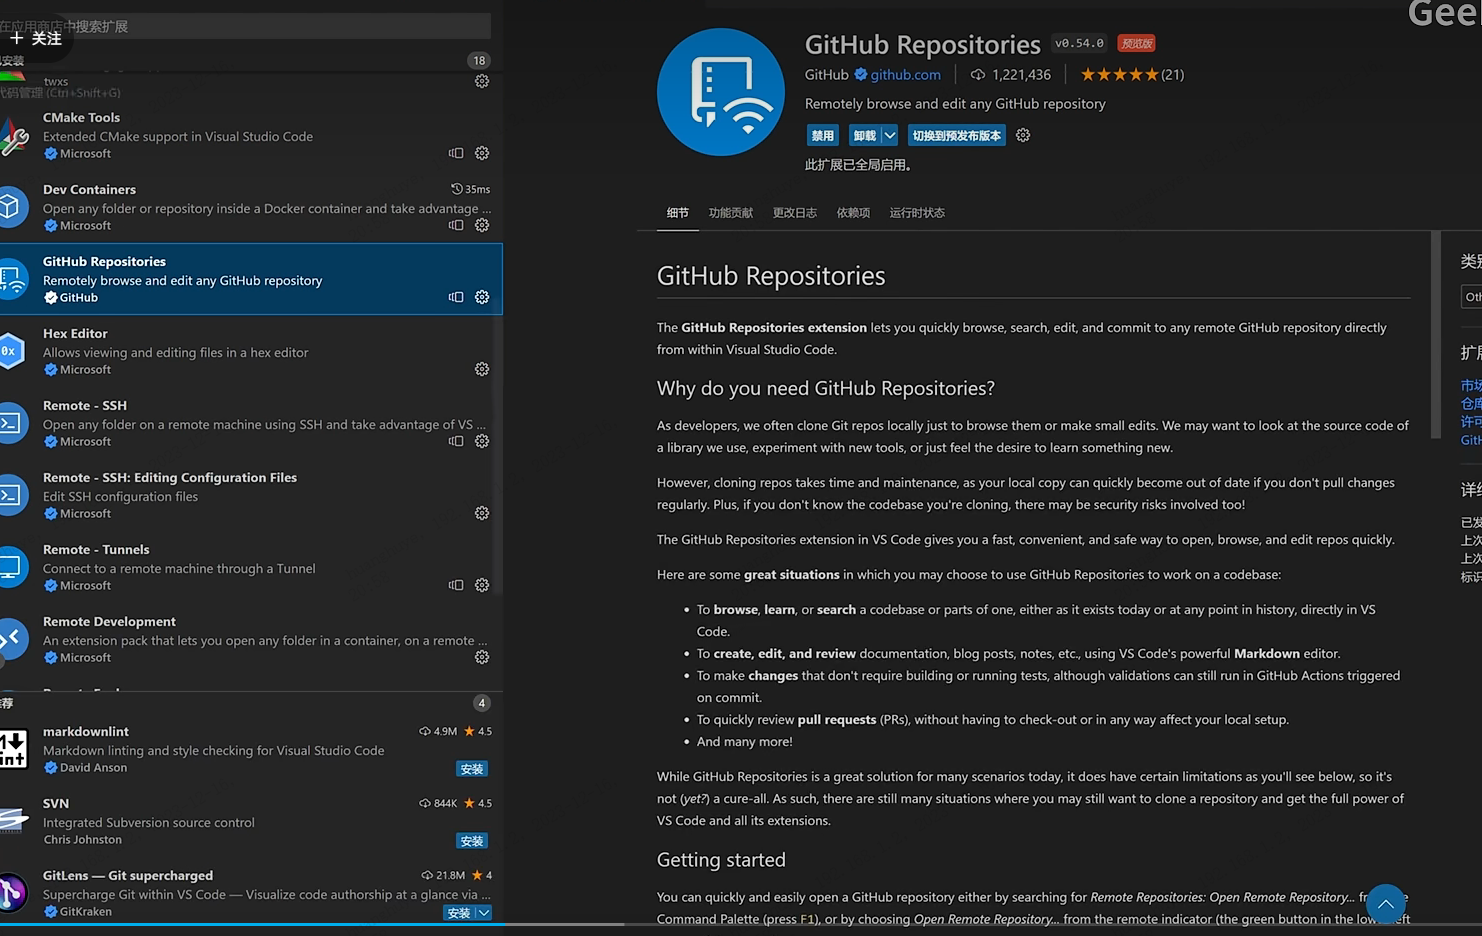 Geel
在应用商店中搜索扩展
+ 关注
已安装
18
twxs
代码管理 (Ctrl+Shift+G)
CMake Tools
Extended CMake support in Visual Studio Code
Microsoft
Dev Containers
35ms
Open any folder or repository inside a Docker container and take advantage ...
Microsoft
GitHub Repositories
Remotely browse and edit any GitHub repository
GitHub
Hex Editor
Allows viewing and editing files in a hex editor
Microsoft
0x
Remote - SSH
Open any folder on a remote machine using SSH and take advantage of VS ...
Microsoft
Remote - SSH: Editing Configuration Files
Edit SSH configuration files
Microsoft
Remote - Tunnels
Connect to a remote machine through a Tunnel
Microsoft
Remote Development
An extension pack that lets you open any folder in a container, on a remote ...
Microsoft
荐
4
markdownlint
4.9M ★ 4.5
Markdown linting and style checking for Visual Studio Code
David Anson
安装
SVN
844K ★ 4.5
Integrated Subversion source control
Chris Johnston
安装
GitLens — Git supercharged
21.8M ★ 4
Supercharge Git within VS Code — Visualize code authorship at a glance via ...
GitKraken
安装
GitHub Repositories v0.54.0 预览版
GitHub github.com 1,221,436 ★★★★★(21)
Remotely browse and edit any GitHub repository
禁用 卸载 切换到预发布版本
此扩展已全局启用。
细节 功能贡献 更改日志 依赖项 运行时状态
GitHub Repositories
The GitHub Repositories extension lets you quickly browse, search, edit, and commit to any remote GitHub repository directly
from within Visual Studio Code.
Why do you need GitHub Repositories?
As developers, we often clone Git repos locally just to browse them or make small edits. We may want to look at the source code of
a library we use, experiment with new tools, or just feel the desire to learn something new.
However, cloning repos takes time and maintenance, as your local copy can quickly become out of date if you don't pull changes
regularly. Plus, if you don't know the codebase you're cloning, there may be security risks involved too!
The GitHub Repositories extension in VS Code gives you a fast, convenient, and safe way to open, browse, and edit repos quickly.
Here are some great situations in which you may choose to use GitHub Repositories to work on a codebase:
• To browse, learn, or search a codebase or parts of one, either as it exists today or at any point in history, directly in VS
Code.
• To create, edit, and review documentation, blog posts, notes, etc., using VS Code's powerful Markdown editor.
• To make changes that don't require building or running tests, although validations can still run in GitHub Actions triggered
on commit.
• To quickly review pull requests (PRs), without having to check-out or in any way affect your local setup.
• And many more!
While GitHub Repositories is a great solution for many scenarios today, it does have certain limitations as you'll see below, so it's
not (yet?) a cure-all. As such, there are still many situations where you may still want to clone a repository and get the full power of
VS Code and all its extensions.
Getting started
You can quickly and easily open a GitHub repository either by searching for Remote Repositories: Open Remote Repository... fr
Command Palette (press F1), or by choosing Open Remote Repository... from the remote indicator (the green button in the low
类别
Oth
扩展
市场
仓库
许可
GitH
详细
已发
上次
上次
标识